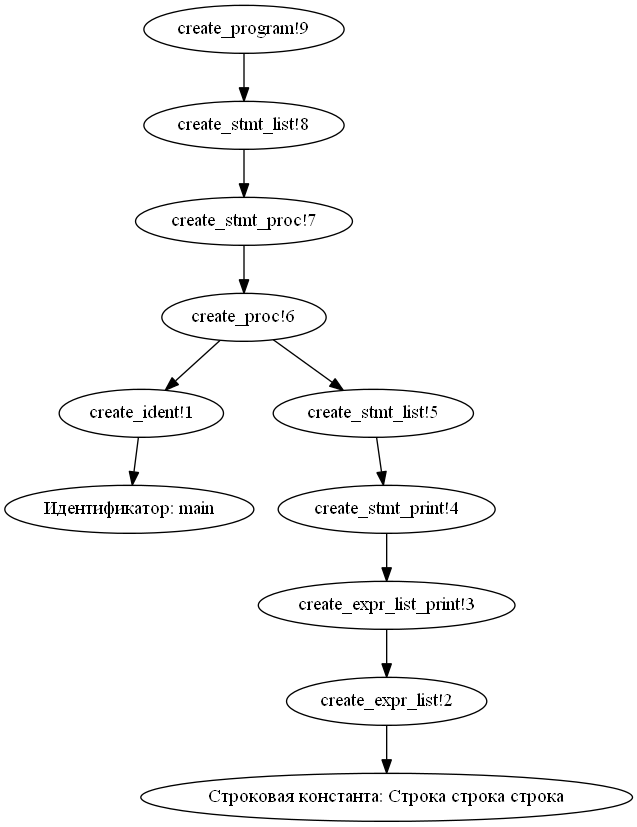 create_program!9
create_stmt_list!8
create_stmt_proc!7
create_proc!6
create_ident!1
create_stmt_list!5
Идентификатор: main
create_stmt_print!4
create_expr_list_print!3
create_expr_list!2
Строковая константа: Строка строка строка